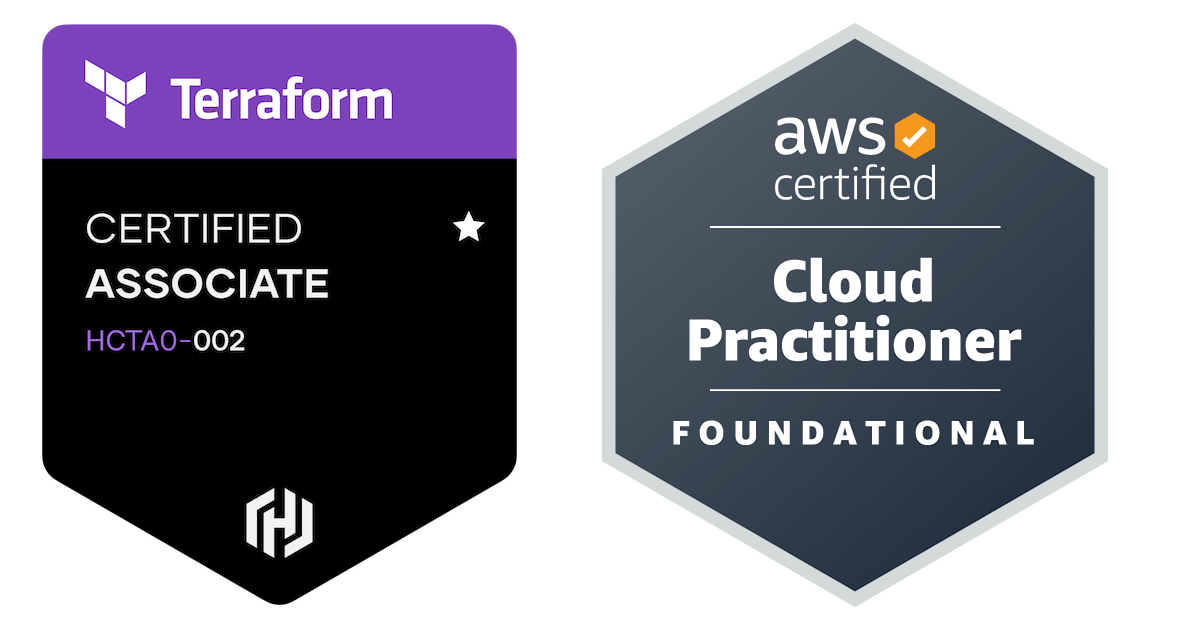 Terraform
CERTIFIED
ASSOCIATE
HCTA0-002
aws
certified
Cloud
Practitioner
FOUNDATIONAL